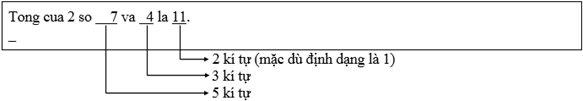 Tong cua 2 so __7 va _4 la 11.
_
2 kí tự (mặc dù định dạng là 1)
3 kí tự
5 kí tự